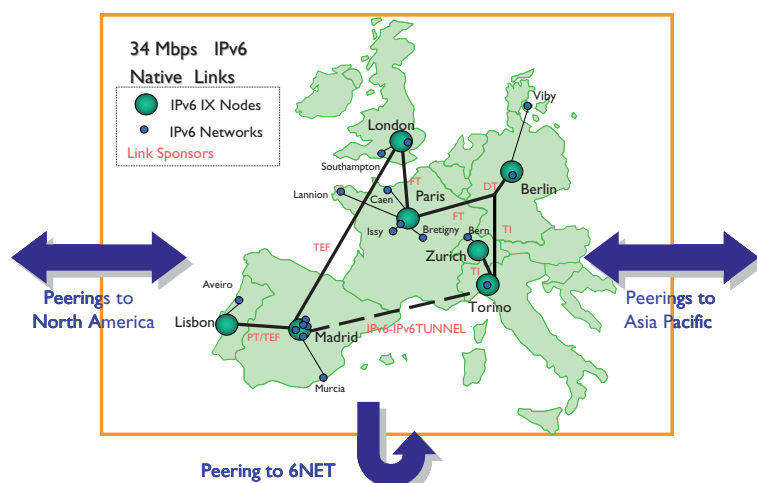 34 Mbps IPv6
Native Links
IPv6 IX Nodes
IPv6 Networks
Link Sponsors
Viby
London
Southampton
FT
DT
Lannion
Caen
Paris
Berlin
FT
Issy
Bretigny
Bern
TI
TEF
Zurich
TI
Aveiro
Peerings to
North America
Peerings to
Asia Pacific
Torino
Lisbon
PT/TEF
Madrid
IPv6-IPv6TUNNEL
Murcia
Peering to 6NET